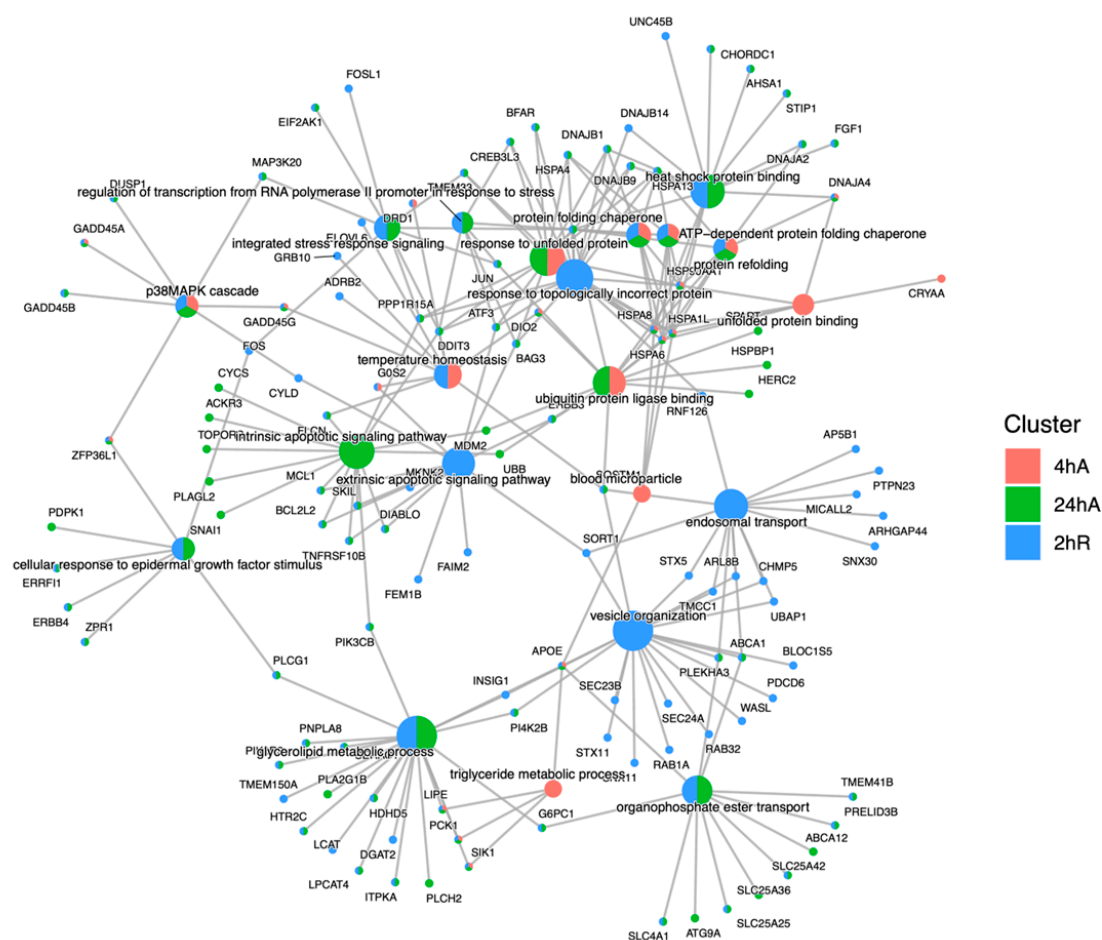 UNC45B
CHORDC1
FOSL1
AHSA1
STIP1
EIF2AK1
BFAR
DNAJB1
DNAJB14
FGF1
MAP3K20
CREB3L3
HSPA4
DNAJA2
DUSP1
TMEM33
DNAJB9
HSPA13
heat shock protein binding
DNAJA4
regulation of transcription from RNA polymerase II promoter in response to stress
GADD45A
DRD1
protein folding chaperone
ELOVL6
ATP−dependent protein folding chaperone
integrated stress response signaling
response to unfolded protein
GRB10
protein refolding
HSP90AA1
ADRB2
JUN
p38MAPK cascade
response to topologically incorrect protein
CRYAA
GADD45B
PPP1R15A
ATF3
HSPA8
HSPA1L
GADD45G
DIO2
unfolded protein binding
FOS
DDIT3
BAG3
HSPA6
HSPBP1
temperature homeostasis
CYCS
CYLD
G0S2
HERC2
ubiquitin protein ligase binding
ACKR3
ERBB3
RNF126
FLCN
intrinsic apoptotic signaling pathway
ZFP36L1
MDM2
AP5B1
MCL1
MKNK2
UBB
SQSTM1
blood microparticle
PTPN23
PLAGL2
SKIL
extrinsic apoptotic signaling pathway
PDPK1
BCL2L2
DIABLO
MICALL2
SNAI1
endosomal transport
ARHGAP44
TNFRSF10B
SORT1
SNX30
cellular response to epidermal growth factor stimulus
FAIM2
STX5
ARL8B
CHMP5
ERRFI1
FEM1B
TMCC1
UBAP1
ERBB4
ZPR1
vesicle organization
PIK3CB
APOE
ABCA1
BLOC1S5
PLCG1
PLEKHA3
INSIG1
SEC23B
PDCD6
WASL
PNPLA8
PI4K2B
SEC24A
glycerolipid metabolic process
STX11
RAB32
RAB1A
TMEM150A
PLA2G1B
triglyceride metabolic process
TMEM41B
LIPE
organophosphate ester transport
HTR2C
HDHD5
PCK1
G6PC1
PRELID3B
LCAT
DGAT2
SIK1
ABCA12
LPCAT4
ITPKA
PLCH2
SLC25A42
SLC25A36
SLC25A25
SLC4A1
ATG9A
Cluster
4hA
24hA
2hR